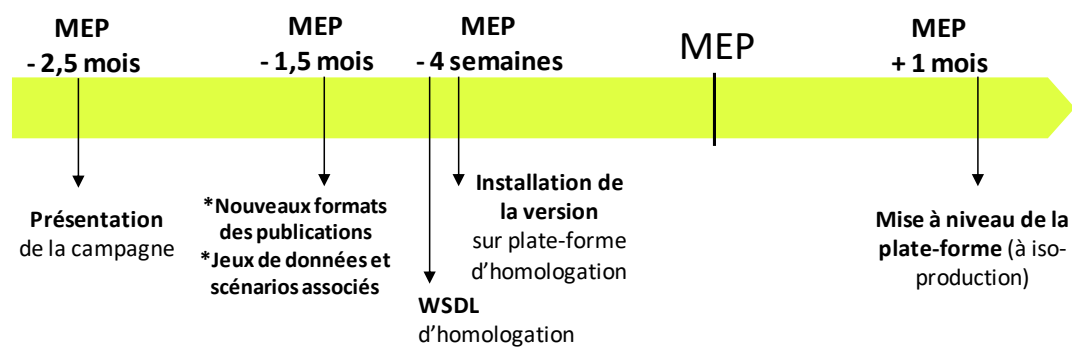 MEP
- 2,5 mois
MEP
- 1,5 mois
MEP
- 4 semaines
MEP
MEP
+ 1 mois
Présentation
de la campagne
*Nouveaux formats
des publications
*Jeux de données et
scénarios associés
WSDL
d’homologation
Installation de
la version
sur plate-forme
d’homologation
Mise à niveau de la
plate-forme (à iso-
production)